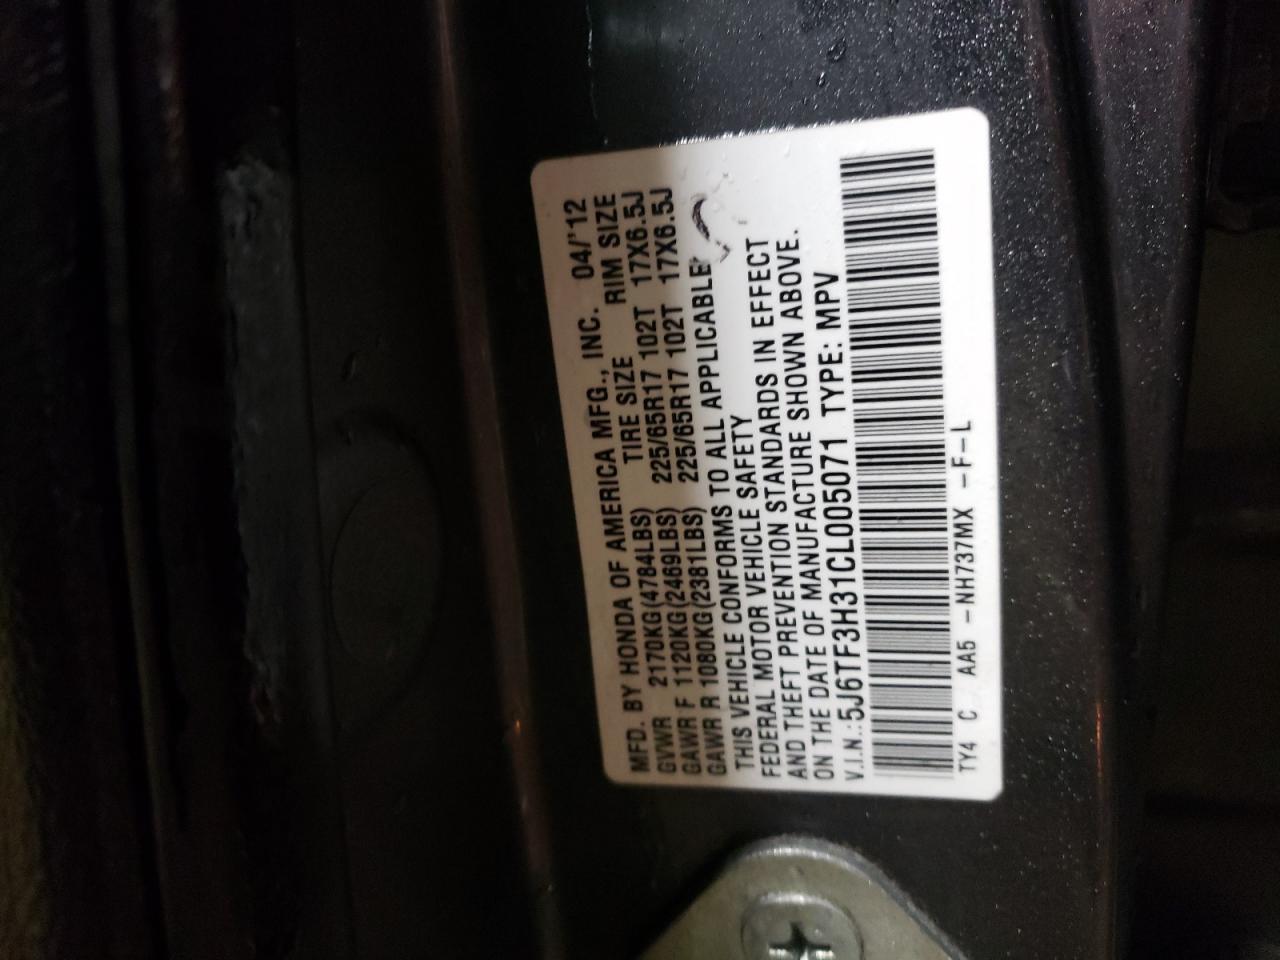 MFD. BY HONDA OF AMERICA MFG., INC. 04/'12
GVWR 2170KG(4784LBS) TIRE SIZE RIM SIZE
GAWR F 1120KG(2469LBS) 225/65R17 102T 17X6.5J
GAWR R 1080KG(2381LBS) 225/65R17 102T 17X6.5J
THIS VEHICLE CONFORMS TO ALL APPLICABLE
FEDERAL MOTOR VEHICLE SAFETY
AND THEFT PREVENTION STANDARDS IN EFFECT
ON THE DATE OF MANUFACTURE SHOWN ABOVE.
V.I.N.:5J6TF3H31CL005071 TYPE: MPV
TY4 C AA5 -NH737MX -F-L